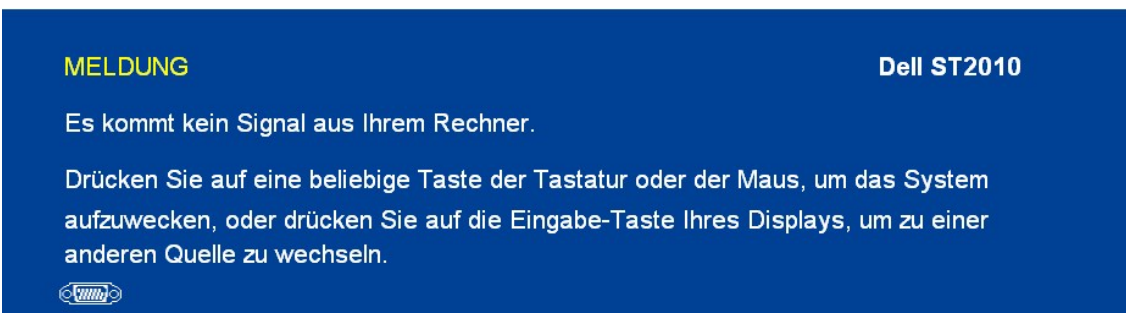 MELDUNG Dell ST2010
Es kommt kein Signal aus Ihrem Rechner.
Drücken Sie auf eine beliebige Taste der Tastatur oder der Maus, um das System
aufzuwecken, oder drücken Sie auf die Eingabe-Taste Ihres Displays, um zu einer
anderen Quelle zu wechseln.